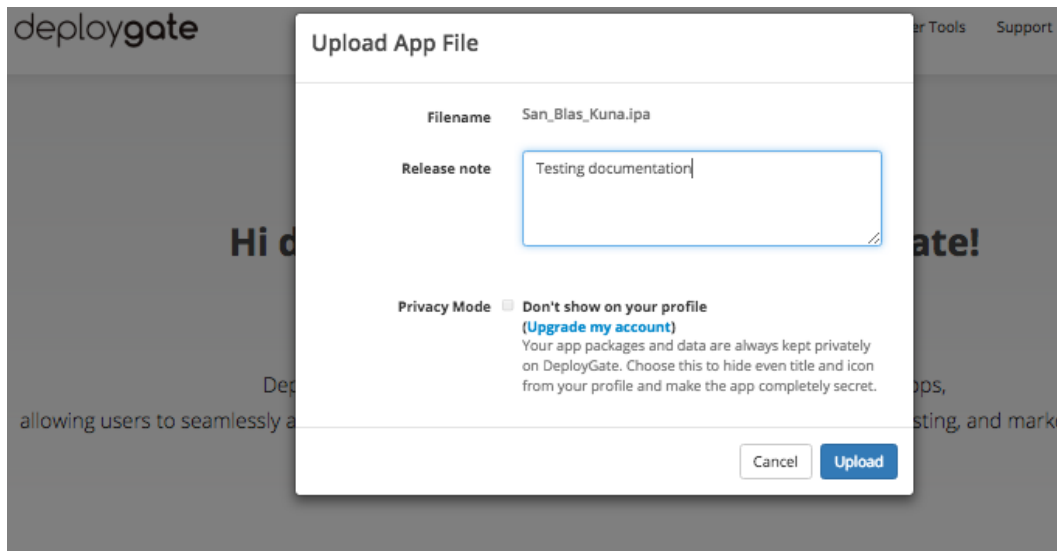 deploygate
er Tools Support
Upload App File
Filename San_Blas_Kuna.ipa
Release note Testing documentation
Hi d ate!
Privacy Mode Don't show on your profile
(Upgrade my account)
Your app packages and data are always kept privately
on DeployGate. Choose this to hide even title and icon
from your profile and make the app completely secret.
Dep ops,
allowing users to seamlessly a sting, and mark
Cancel Upload